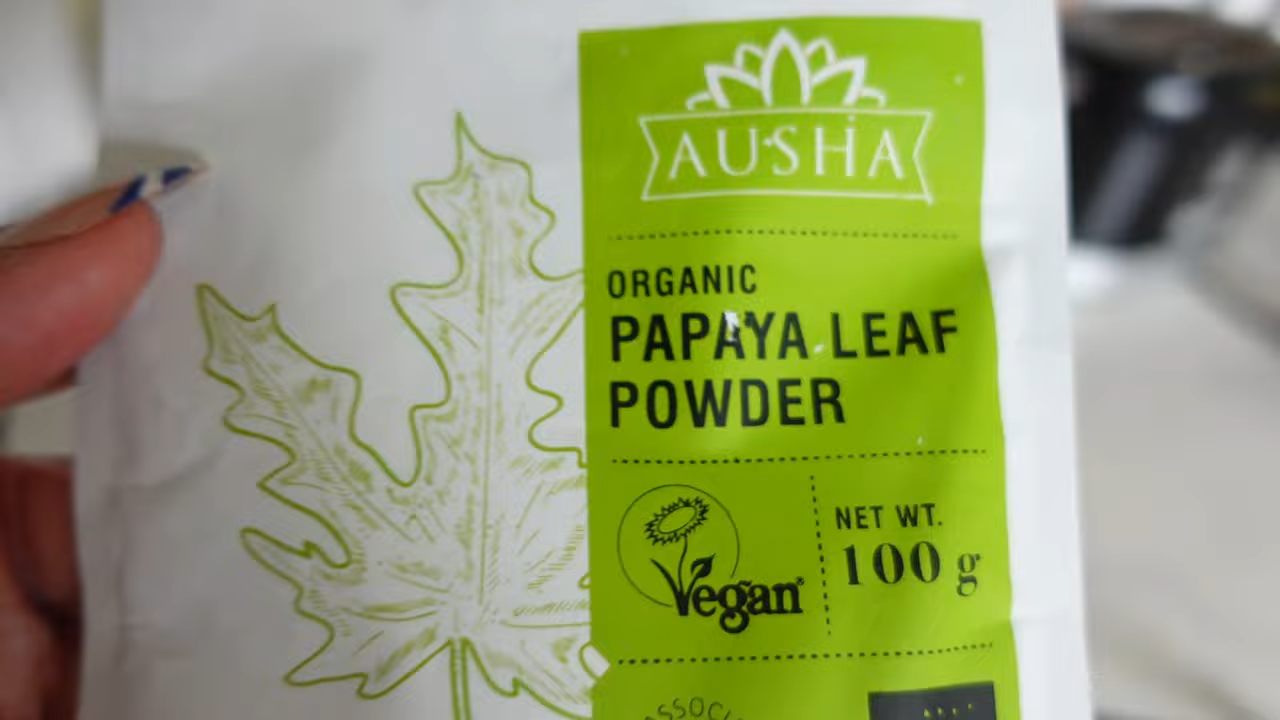 AUSHA
ORGANIC
PAPAYA LEAF
POWDER
Vegan
NET WT.
100 g